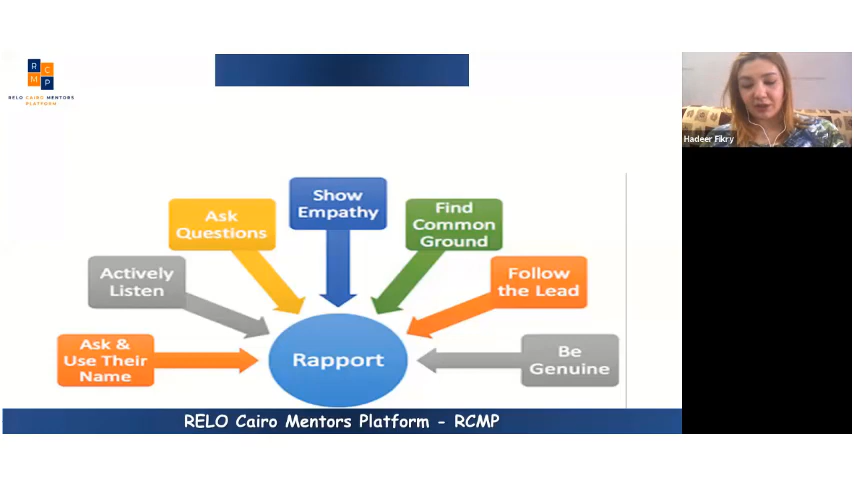 R C
M P
RELO CAIRO MENTORS
PLATFORM
Hadeer Fikry
Show
Empathy
Ask
Questions
Find
Common
Ground
Actively
Listen
Follow
the Lead
Ask &
Use Their
Name
Rapport
Be
Genuine
RELO Cairo Mentors Platform - RCMP